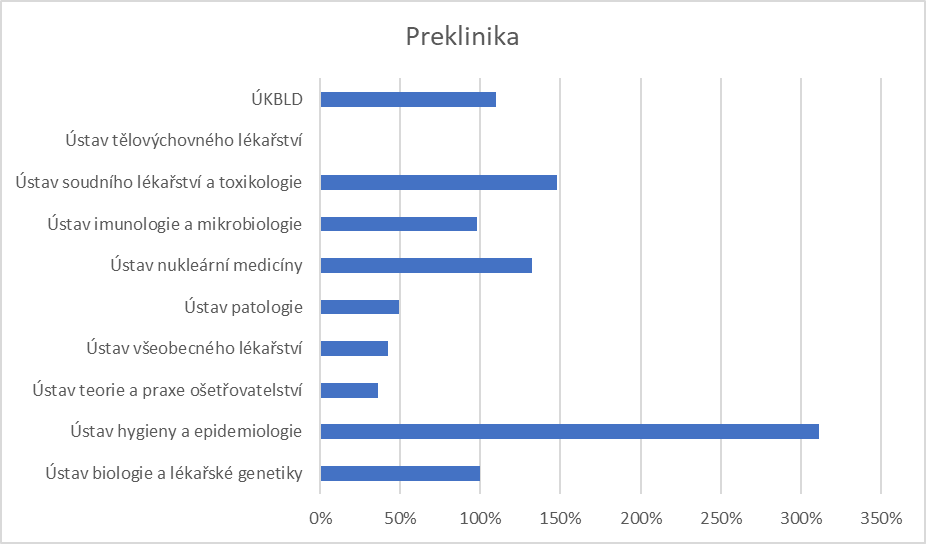 Preklinika
ÚKBLD
Ústav tělovýchovného lékařství
Ústav soudního lékařství a toxikologie
Ústav imunologie a mikrobiologie
Ústav nukleární medicíny
Ústav patologie
Ústav všeobecného lékařství
Ústav teorie a praxe ošetřovatelství
Ústav hygieny a epidemiologie
Ústav biologie a lékařské genetiky
0% 50% 100% 150% 200% 250% 300% 350%